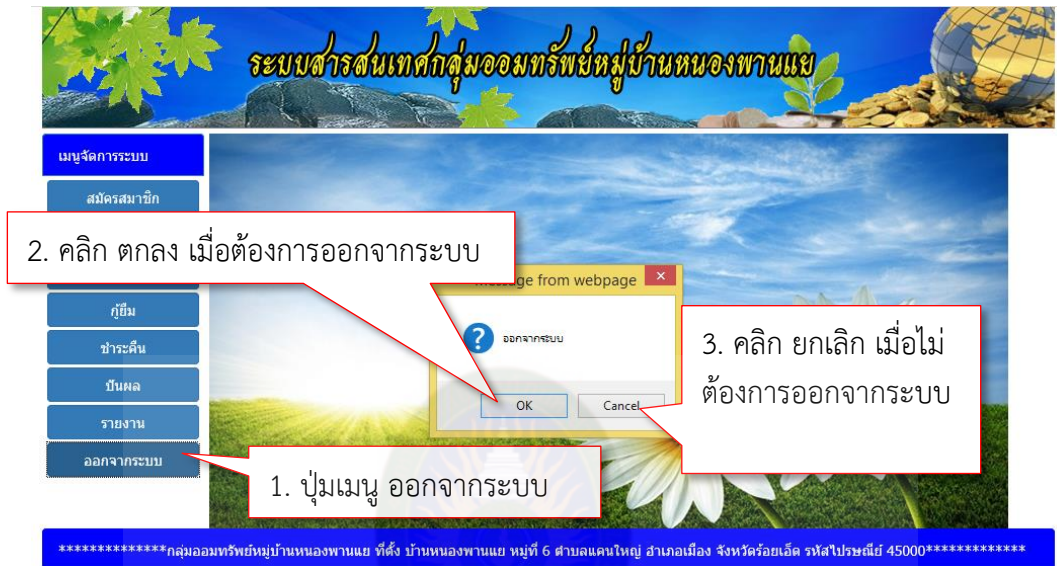 ระบบสารสนเทศกลุ่มออมทรัพย์หมู่บ้านหนองพานแย
เมนูจัดการระบบ
สมัครสมาชิก
2. คลิก ตกลง เมื่อต้องการออกจากระบบ
from webpage
กู้ยืม
ออกจากระบบ
3. คลิก ยกเลิก เมื่อไม่
ต้องการออกจากระบบ
ชำระคืน
ปันผล
OK
Cancel
รายงาน
ออกจากระบบ
1. ปุ่มเมนู ออกจากระบบ
**************กลุ่มออมทรัพย์หมู่บ้านหนองพานแย ที่ตั้ง บ้านหนองพานแย หมู่ที่ 6 ตำบลแคนใหญ่ อำเภอเมือง จังหวัดร้อยเอ็ด รหัสไปรษณีย์ 45000*************